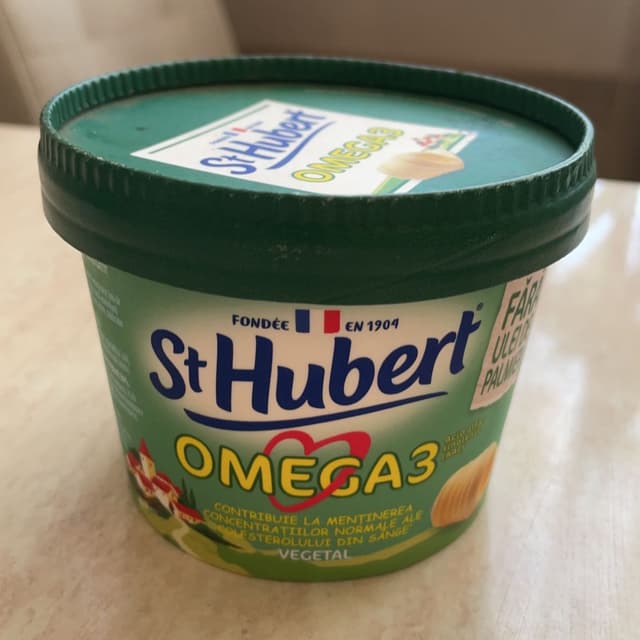 St Hubert
OMEGA3
FONDÉE EN 1904
St Hubert
OMEGA3
CONTRIBUIE LA MENȚINEREA
CONCENTRAȚIILOR NORMALE ALE
COLESTEROLULUI DIN SÂNGE
VEGETAL
FĂRĂ
ULEI DE
PALMIER